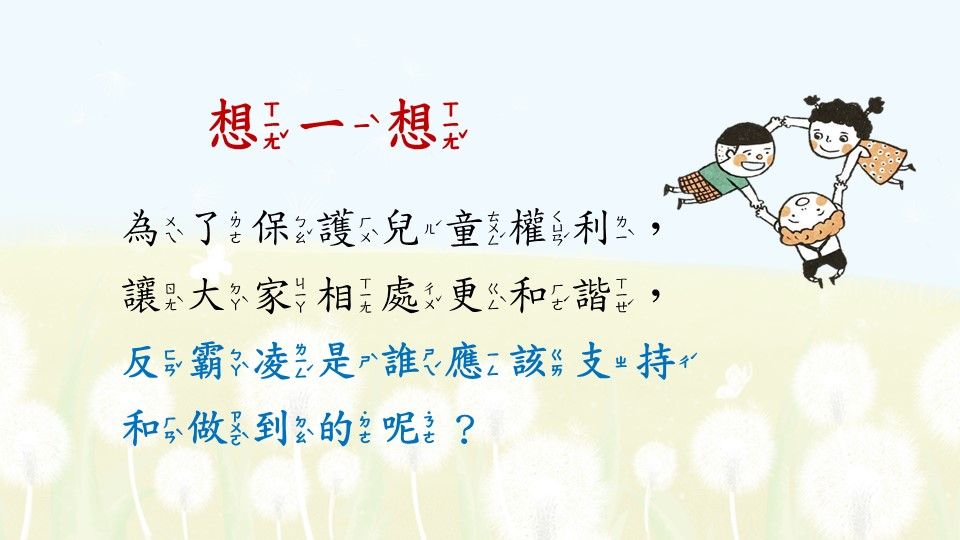 想一想
為了保護兒童權利，
讓大家相處更和諧，
反霸凌是誰應該支持
和做到的呢？